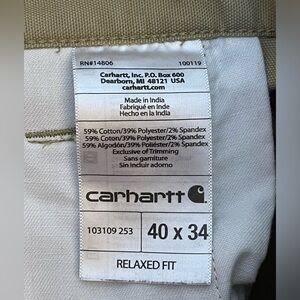 RN#14806 100119
Carhartt, Inc. P.O. Box 600
Dearborn, MI 48121 USA
carhartt.com
Made in India
Fabriqué en Inde
Hecho en la India
59% Cotton/39% Polyester/2% Spandex
59% Coton/39% Polyester/2% Spandex
59% Algodón/39% Poliéster/2% Spandex
Exclusive of Trimming
Sans garniture
Sin incluir adorno
carhartt
103109 253 40 x 34
RELAXED FIT